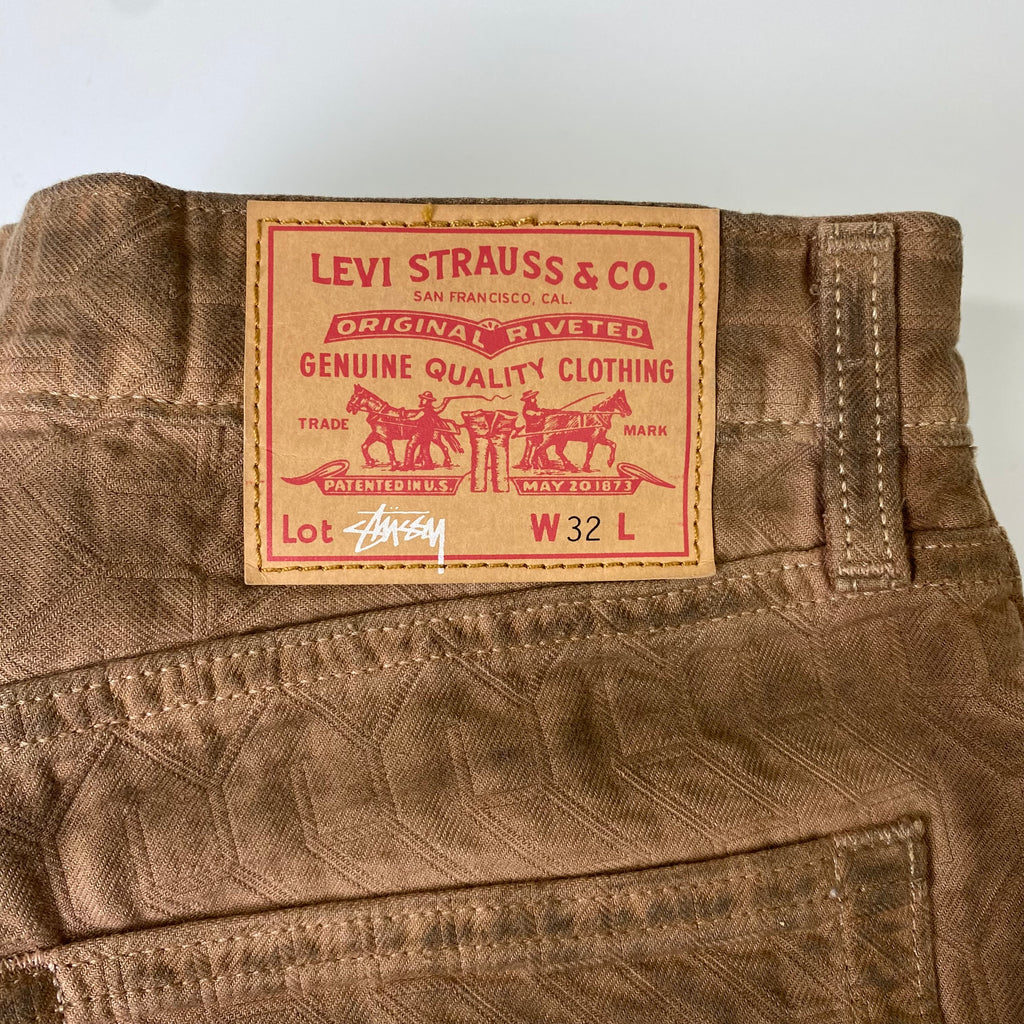 LEVI STRAUSS & CO.
SAN FRANCISCO, CAL.
ORIGINAL RIVETED
GENUINE QUALITY CLOTHING
TRADE MARK
PATENTED IN U.S. MAY 20 1873
Lot Stüssy W 32 L